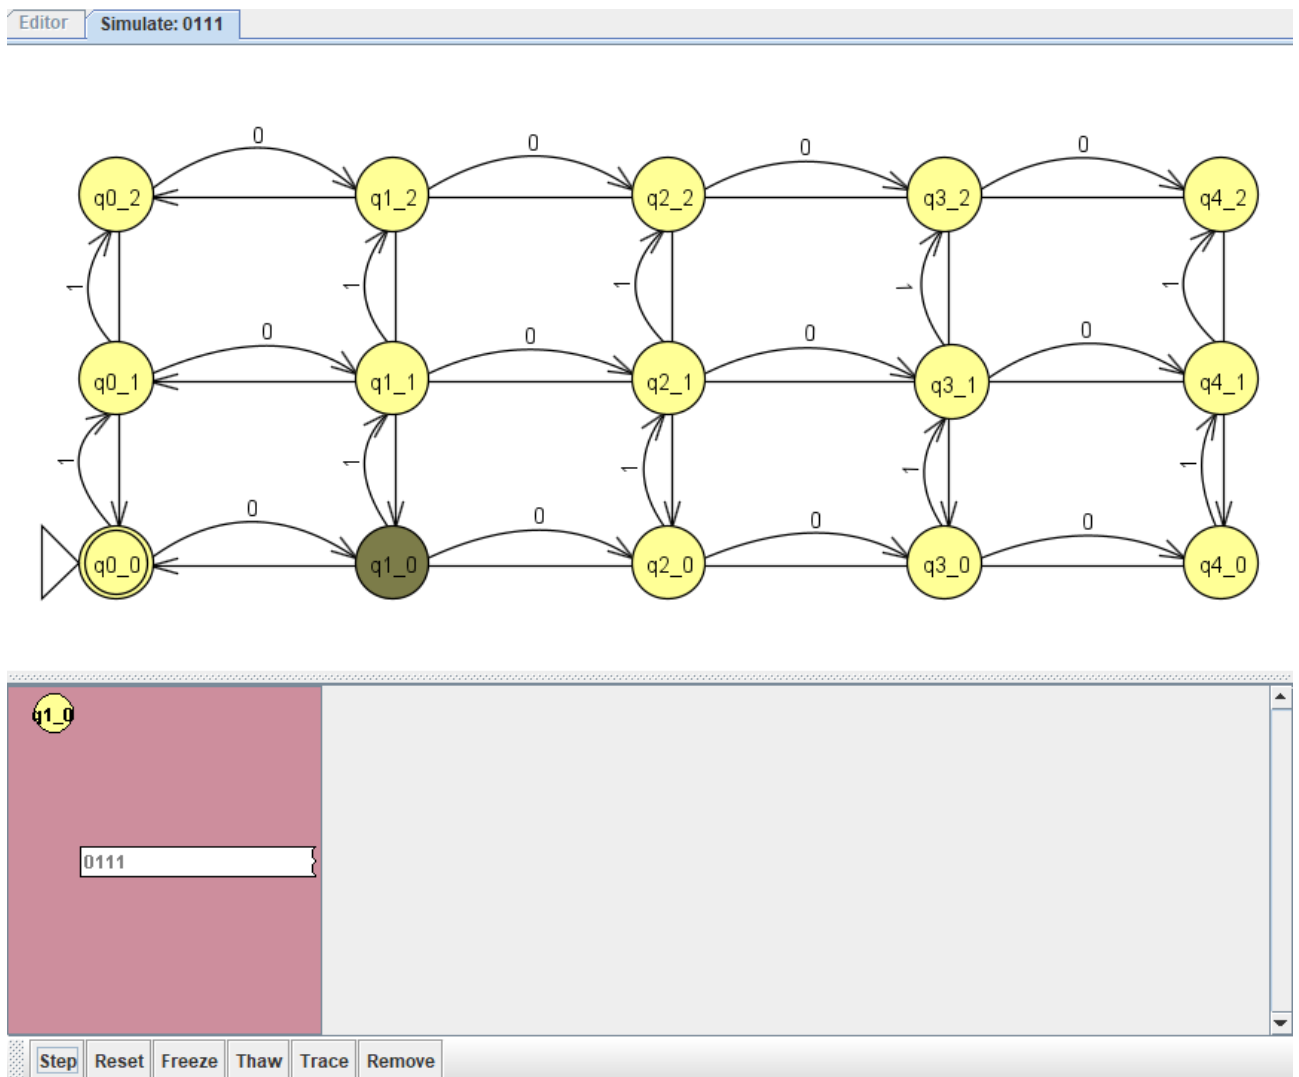 Editor Simulate: 0111
0 0 0 0
q0_2 q1_2 q2_2 q3_2 q4_2
1 1 1 1 1
0 0 0 0
q0_1 q1_1 q2_1 q3_1 q4_1
1 1 1 1 1
0 0 0 0
q0_0 q1_0 q2_0 q3_0 q4_0
q1_0
0111
Step Reset Freeze Thaw Trace Remove